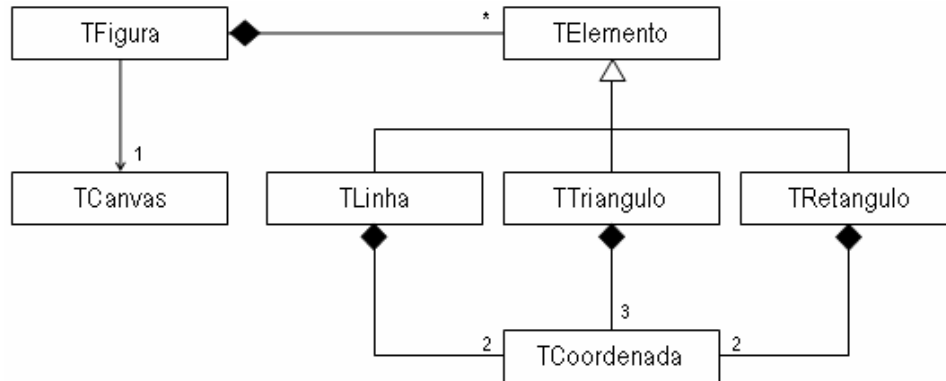 TFigura
*
TElemento
1
TCanvas
TLinha
TTriangulo
TRetangulo
2
3
2
TCoordenada